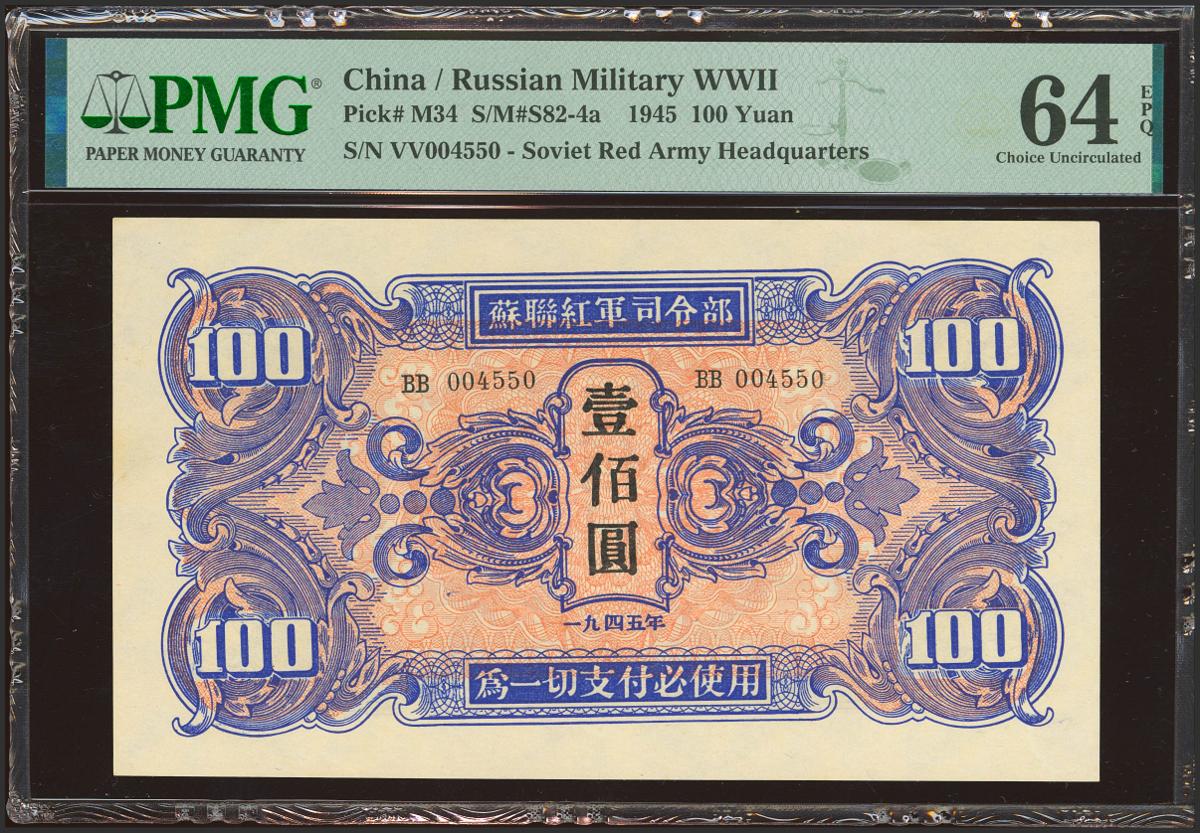 PMG®
PAPER MONEY GUARANTY
China / Russian Military WWII
Pick# M34 S/M#S82-4a 1945 100 Yuan
S/N VV004550 - Soviet Red Army Headquarters
64 EPQ
Choice Uncirculated
蘇聯紅軍司令部
100 100
BB 004550 BB 004550
壹佰圓
一九四五年
100 100
爲一切支付必使用